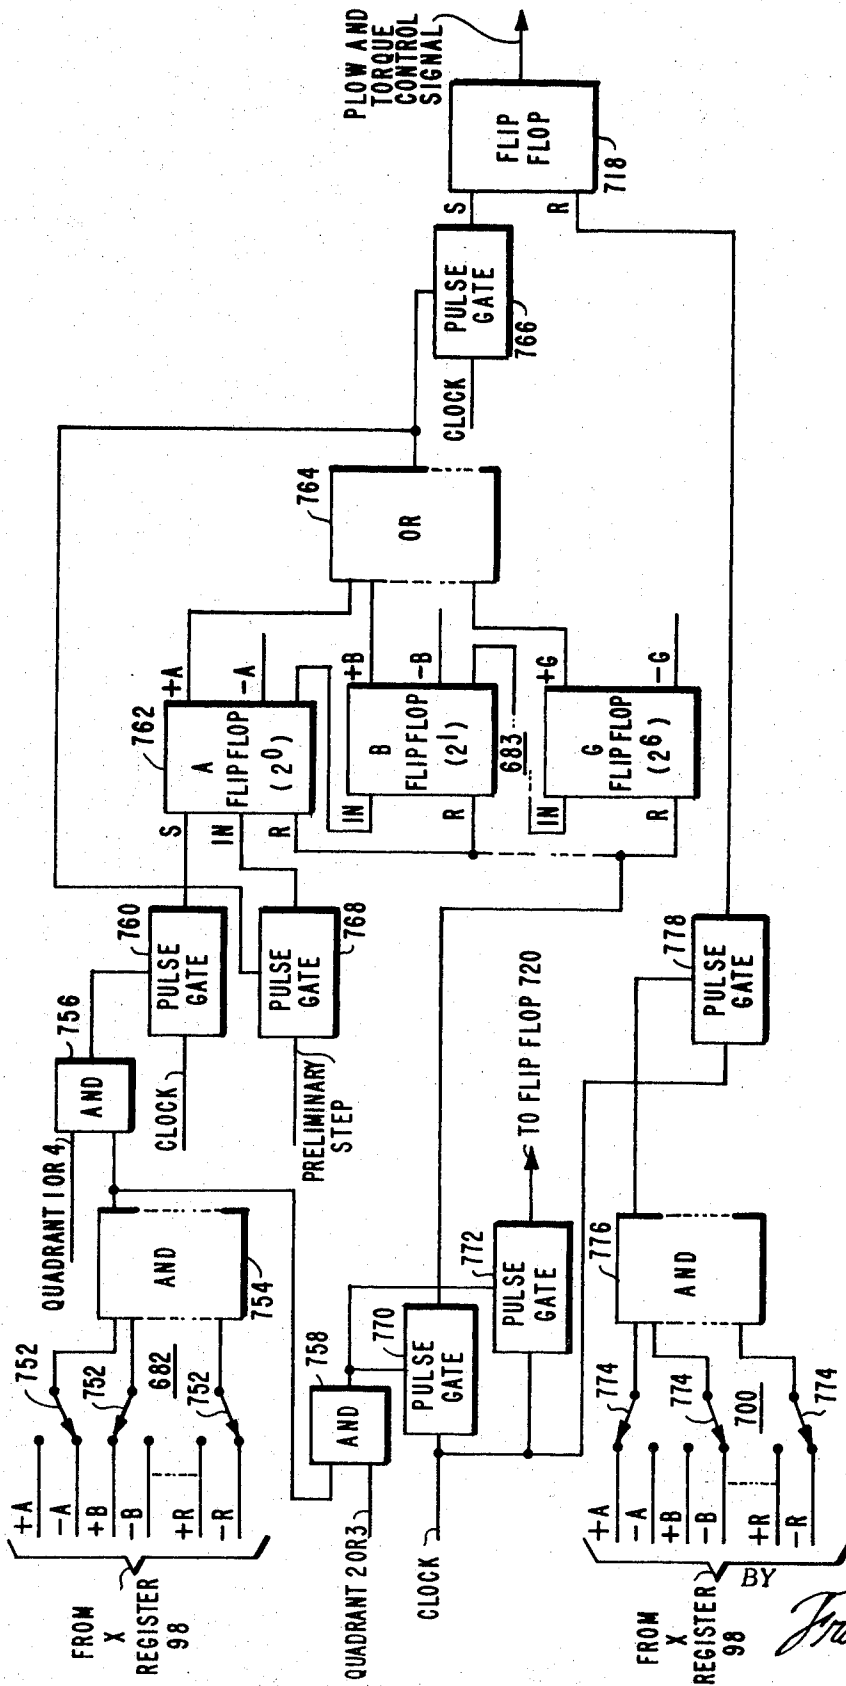 PLOW AND
TORQUE
CONTROL
SIGNAL
FLIP
FLOP
718
S
R
PULSE
GATE
766
CLOCK
764
OR
762
+A
-A
A
FLIP FLOP
(2⁰)
S
IN
R
+B
-B
B
FLIP FLOP
(2¹)
IN
R
683
+G
-G
G
FLIP FLOP
(2⁶)
IN
R
760
PULSE
GATE
CLOCK
768
PULSE
GATE
PRELIMINARY
STEP
756
AND
QUADRANT 1 OR 4
AND
754
752
752
752
682
+A
-A
+B
-B
+R
-R
FROM
X
REGISTER
98
758
AND
QUADRANT 2 OR 3
770
PULSE
GATE
772
PULSE
GATE
TO FLIP FLOP 720
CLOCK
778
PULSE
GATE
776
AND
774
774
774
700
+A
-A
+B
-B
+R
-R
FROM
X
REGISTER
98
BY